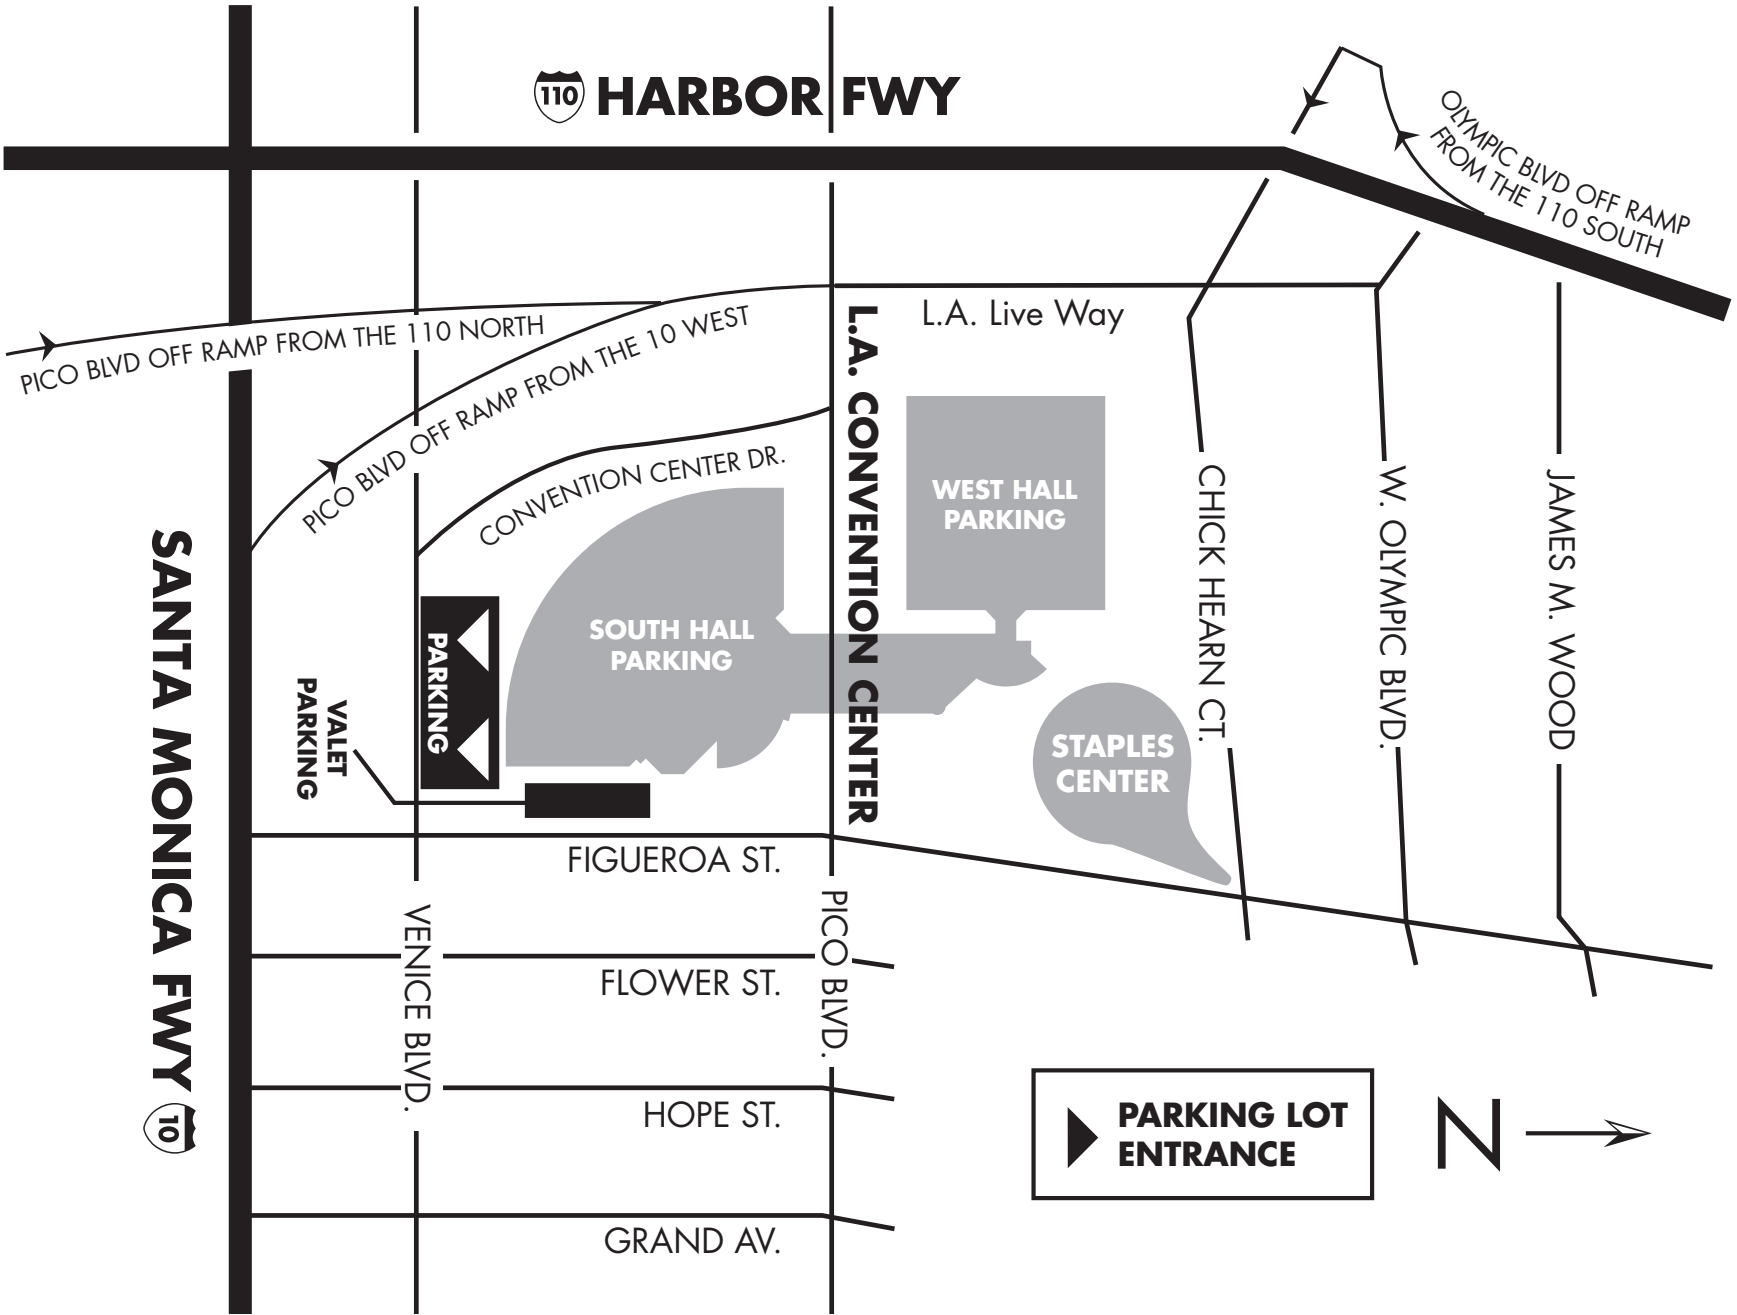 110 HARBOR FWY
OLYMPIC BLVD OFF RAMP
FROM THE 110 SOUTH
PICO BLVD OFF RAMP FROM THE 110 NORTH
PICO BLVD OFF RAMP FROM THE 10 WEST
L.A. Live Way
CONVENTION CENTER DR.
L.A. CONVENTION CENTER
WEST HALL
PARKING
CHICK HEARN CT.
W. OLYMPIC BLVD.
JAMES M. WOOD
SANTA MONICA FWY 10
SOUTH HALL
PARKING
PARKING
VALET
PARKING
STAPLES
CENTER
FIGUEROA ST.
VENICE BLVD.
PICO BLVD.
FLOWER ST.
HOPE ST.
GRAND AV.
PARKING LOT
ENTRANCE
N